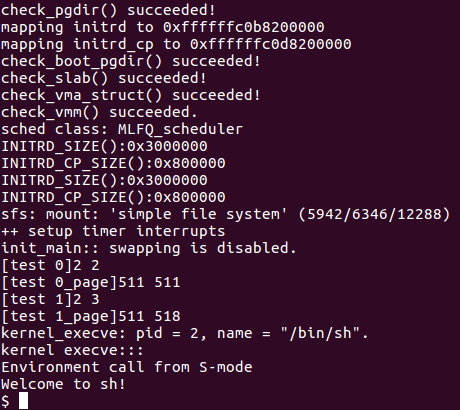 check_pgdir() succeeded!
mapping initrd to 0xffffffc0b8200000
mapping initrd_cp to 0xffffffc0d8200000
check_boot_pgdir() succeeded!
check_slab() succeeded!
check_vma_struct() succeeded!
check_vmm() succeeded.
sched class: MLFQ_scheduler
INITRD_SIZE():0x3000000
INITRD_CP_SIZE():0x800000
INITRD_SIZE():0x3000000
INITRD_CP_SIZE():0x800000
sfs: mount: 'simple file system' (5942/6346/12288)
++ setup timer interrupts
init_main:: swapping is disabled.
[test 0]2 2
[test 0_page]511 511
[test 1]2 3
[test 1_page]511 518
kernel_execve: pid = 2, name = "/bin/sh".
kernel execve:::
Environment call from S-mode
Welcome to sh!
$